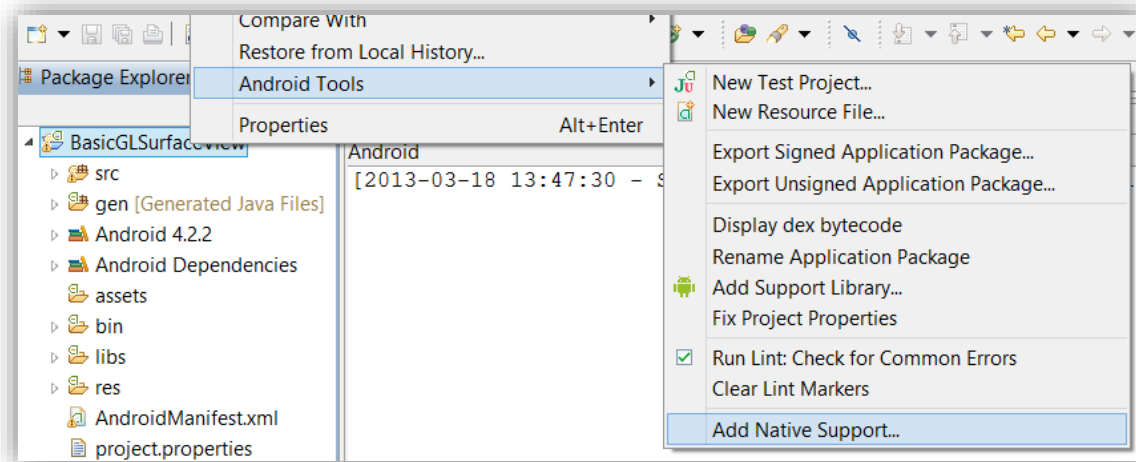 Compare With
Restore from Local History...
Android Tools
Properties Alt+Enter
Package Explorer
BasicGLSurfaceView
src
gen [Generated Java Files]
Android 4.2.2
Android Dependencies
assets
bin
libs
res
AndroidManifest.xml
project.properties
Android
[2013-03-18 13:47:30 -
New Test Project...
New Resource File...
Export Signed Application Package...
Export Unsigned Application Package...
Display dex bytecode
Rename Application Package
Add Support Library...
Fix Project Properties
Run Lint: Check for Common Errors
Clear Lint Markers
Add Native Support...